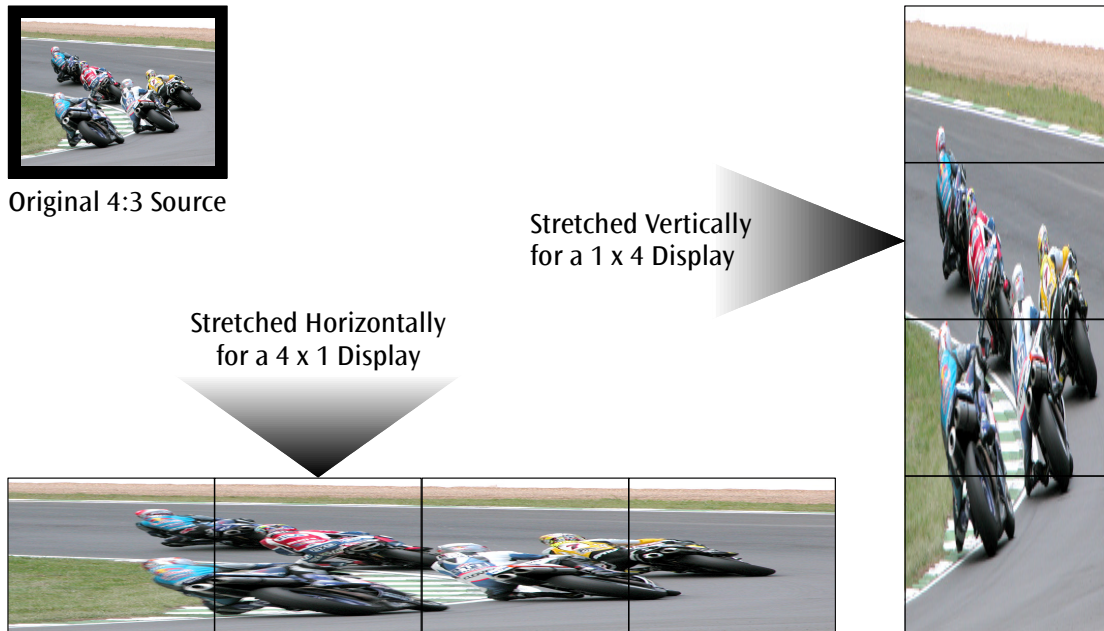 Original 4:3 Source
Stretched Vertically
for a 1 x 4 Display
Stretched Horizontally
for a 4 x 1 Display